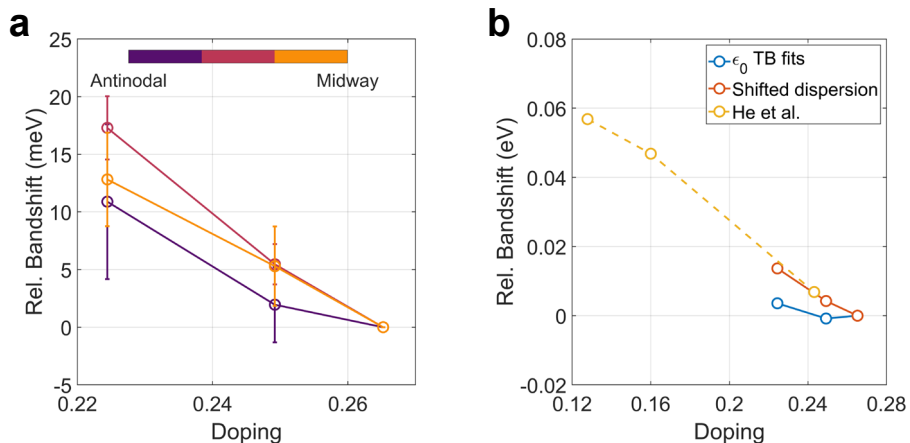 a
25
20
15
10
5
0
-5
Rel. Bandshift (meV)
Antinodal
Midway
0.22
0.24
0.26
Doping
b
0.08
0.06
0.04
0.02
0
-0.02
Rel. Bandshift (eV)
ϵ0 TB fits
Shifted dispersion
He et al.
0.12
0.16
0.2
0.24
0.28
Doping